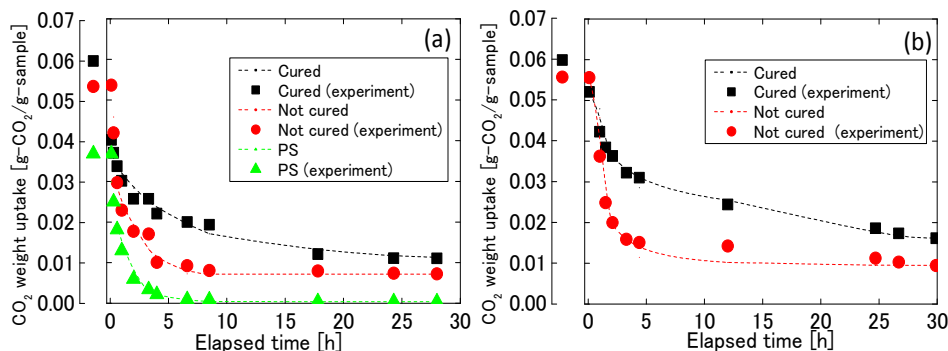 (a)
CO2 weight uptake [g-CO2/g-sample]
0.07
0.06
0.05
0.04
0.03
0.02
0.01
0.00
Cured
Cured (experiment)
Not cured
Not cured (experiment)
PS
PS (experiment)
0 5 10 15 20 25 30
Elapsed time [h]
(b)
CO2 weight uptake [g-CO2/g-sample]
0.07
0.06
0.05
0.04
0.03
0.02
0.01
0.00
Cured
Cured (experiment)
Not cured
Not cured (experiment)
0 5 10 15 20 25 30
Elapsed time [h]